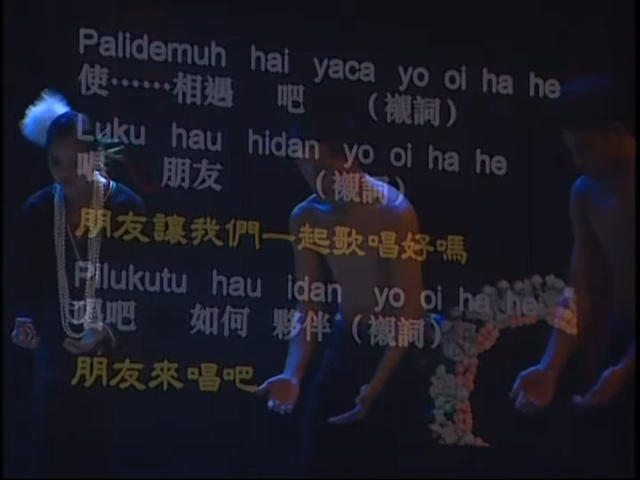 Palidemuh hai yaca yo oi ha he
使⋯⋯相遇 吧 （襯詞）
Luku hau hidan yo oi ha he
唱 朋友 （襯詞）
朋友讓我們一起歌唱好嗎
Pilukutu hau idan yo oi ha he
唱吧 如何 夥伴（襯詞）
朋友來唱吧